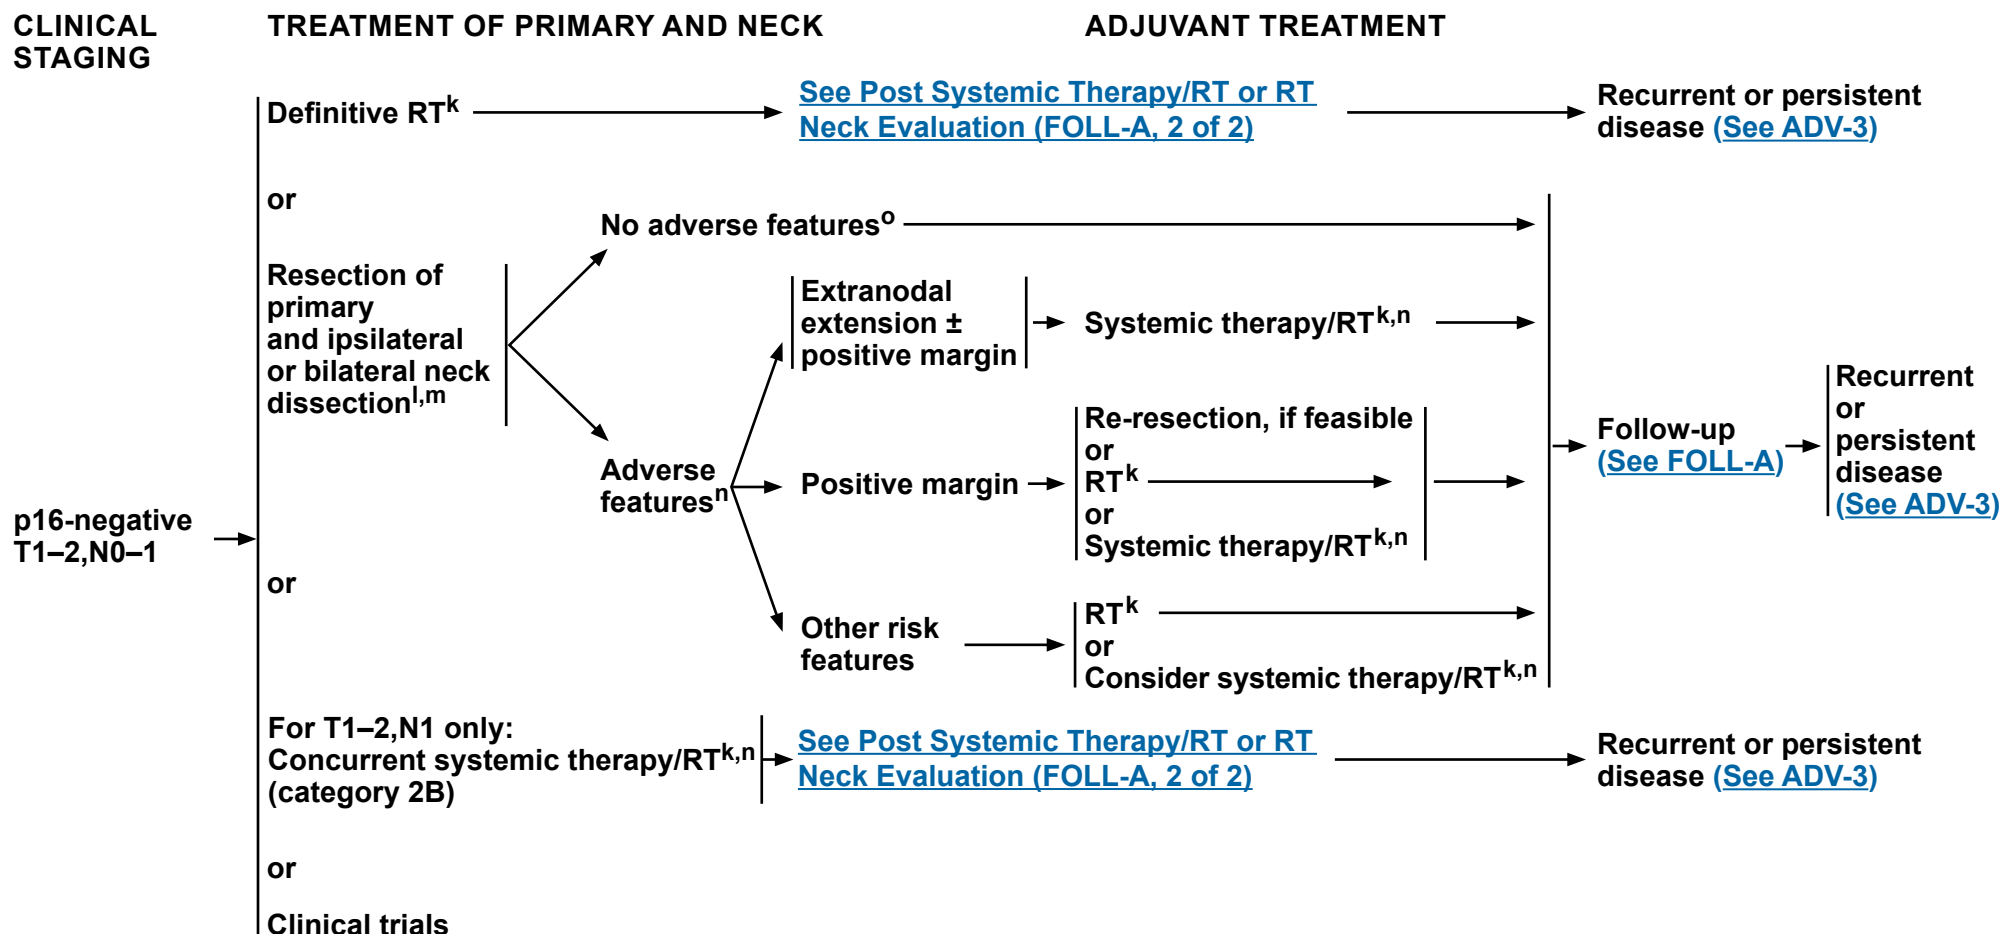 CLINICAL
STAGING
TREATMENT OF PRIMARY AND NECK
ADJUVANT TREATMENT
p16-negative
T1–2,N0–1
Definitive RTk
See Post Systemic Therapy/RT or RT
Neck Evaluation (FOLL-A, 2 of 2)
Recurrent or persistent
disease (See ADV-3)
or
Resection of
primary
and ipsilateral
or bilateral neck
dissectionl,m
No adverse featureso
Adverse
featuresn
Extranodal
extension ±
positive margin
Systemic therapy/RTk,n
Positive margin
Re-resection, if feasible
or
RTk
or
Systemic therapy/RTk,n
Other risk
features
RTk
or
Consider systemic therapy/RTk,n
Follow-up
(See FOLL-A)
Recurrent
or
persistent
disease
(See ADV-3)
or
For T1–2,N1 only:
Concurrent systemic therapy/RTk,n
(category 2B)
See Post Systemic Therapy/RT or RT
Neck Evaluation (FOLL-A, 2 of 2)
Recurrent or persistent
disease (See ADV-3)
or
Clinical trials